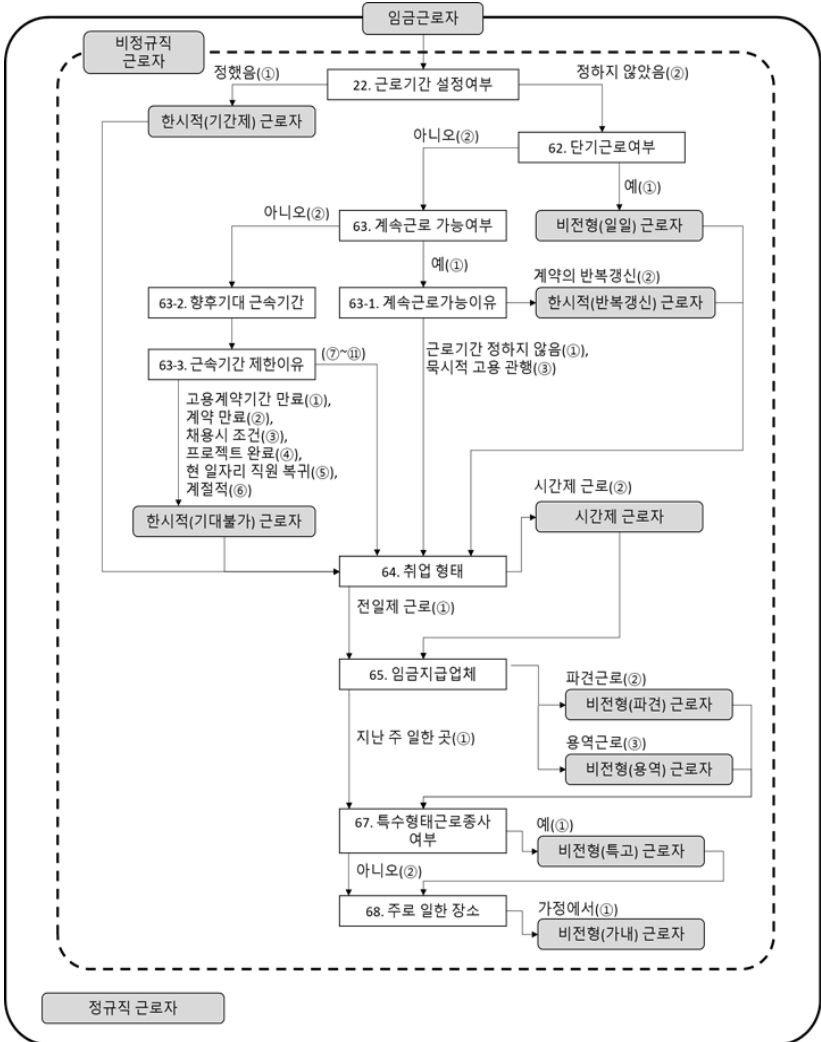 임금근로자
비정규직
근로자
정했음(①)
정하지 않았음(②)
22. 근로기간 설정여부
한시적(기간제) 근로자
아니오(②)
62. 단기근로여부
예(①)
아니오(②)
63. 계속근로 가능여부
비전형(일일) 근로자
예(①)
계약의 반복갱신(②)
63-2. 향후기대 근속기간
63-1. 계속근로가능이유
한시적(반복갱신) 근로자
63-3. 근속기간 제한이유
(⑦~⑪)
근로기간 정하지 않음(①),
묵시적 고용 관행(③)
고용계약기간 만료(①),
계약 만료(②),
채용시 조건(③),
프로젝트 완료(④),
현 일자리 직원 복귀(⑤),
계절적(⑥)
시간제 근로(②)
한시적(기대불가) 근로자
시간제 근로자
64. 취업 형태
전일제 근로(①)
65. 임금지급업체
파견근로(②)
비전형(파견) 근로자
지난 주 일한 곳(①)
용역근로(③)
비전형(용역) 근로자
67. 특수형태근로종사
여부
예(①)
비전형(특고) 근로자
아니오(②)
68. 주로 일한 장소
가정에서(①)
비전형(가내) 근로자
정규직 근로자